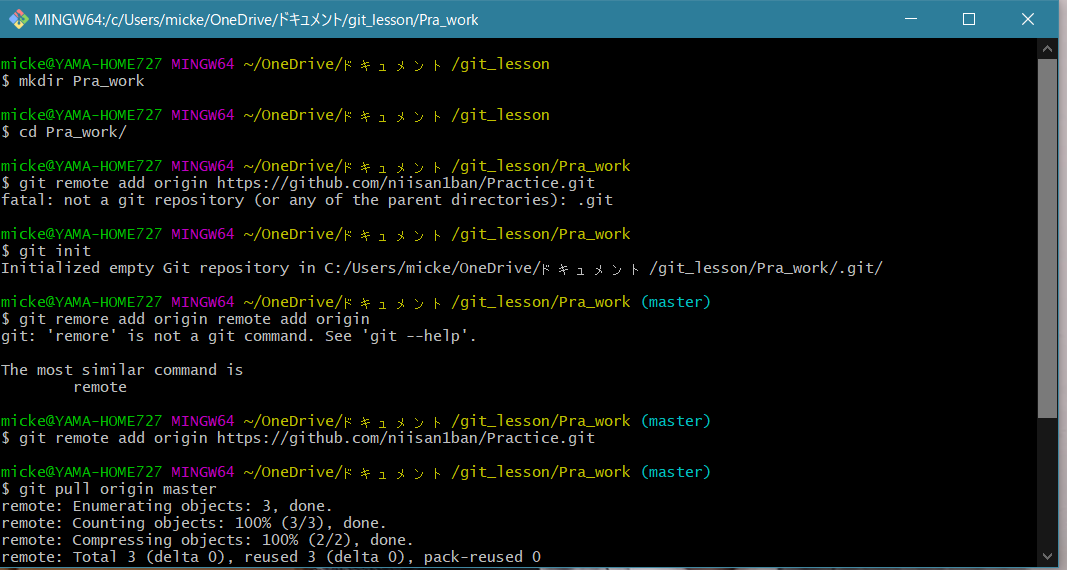 MINGW64:/c/Users/micke/OneDrive/ドキュメント/git_lesson/Pra_work
micke@YAMA-HOME727 MINGW64 ~/OneDrive/ドキュメント/git_lesson
$ mkdir Pra_work
micke@YAMA-HOME727 MINGW64 ~/OneDrive/ドキュメント/git_lesson
$ cd Pra_work/
micke@YAMA-HOME727 MINGW64 ~/OneDrive/ドキュメント/git_lesson/Pra_work
$ git remote add origin https://github.com/niisan1ban/Practice.git
fatal: not a git repository (or any of the parent directories): .git
micke@YAMA-HOME727 MINGW64 ~/OneDrive/ドキュメント/git_lesson/Pra_work
$ git init
Initialized empty Git repository in C:/Users/micke/OneDrive/ドキュメント/git_lesson/Pra_work/.git/
micke@YAMA-HOME727 MINGW64 ~/OneDrive/ドキュメント/git_lesson/Pra_work (master)
$ git remore add origin remote add origin
git: 'remore' is not a git command. See 'git --help'.
The most similar command is
remote
micke@YAMA-HOME727 MINGW64 ~/OneDrive/ドキュメント/git_lesson/Pra_work (master)
$ git remote add origin https://github.com/niisan1ban/Practice.git
micke@YAMA-HOME727 MINGW64 ~/OneDrive/ドキュメント/git_lesson/Pra_work (master)
$ git pull origin master
remote: Enumerating objects: 3, done.
remote: Counting objects: 100% (3/3), done.
remote: Compressing objects: 100% (2/2), done.
remote: Total 3 (delta 0), reused 3 (delta 0), pack-reused 0